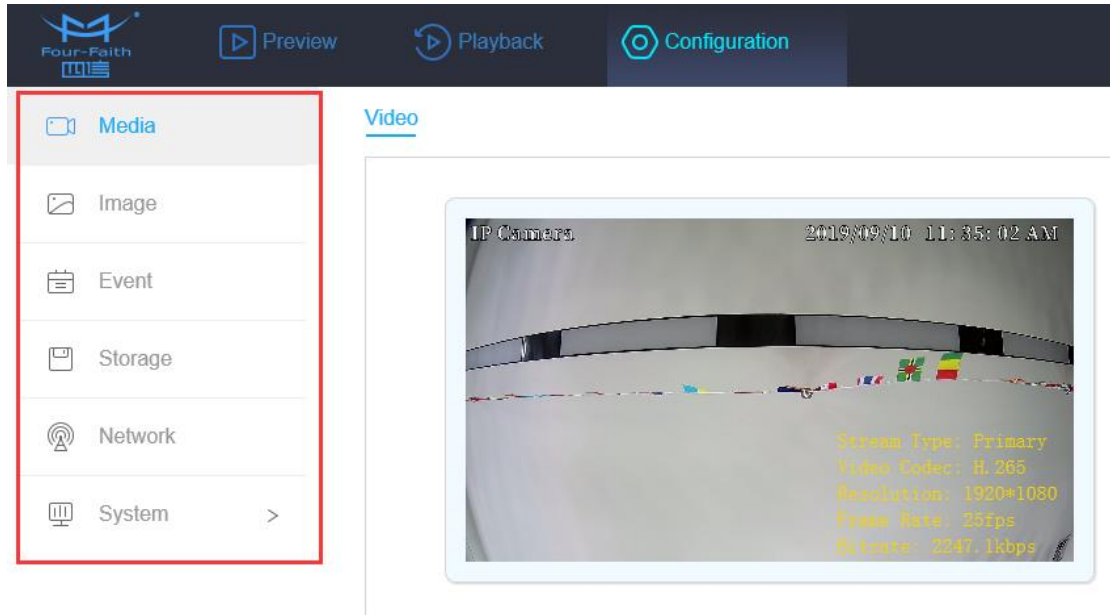 Four-Faith
四信
Preview
Playback
Configuration
Media
Image
Event
Storage
Network
System >
Video
IP Camera
2019/09/10 11:35:02 AM
Stream Type: Primary
Video Codec: H.265
Resolution: 1920*1080
Frame Rate: 25fps
Bitrate: 2247.1kbps